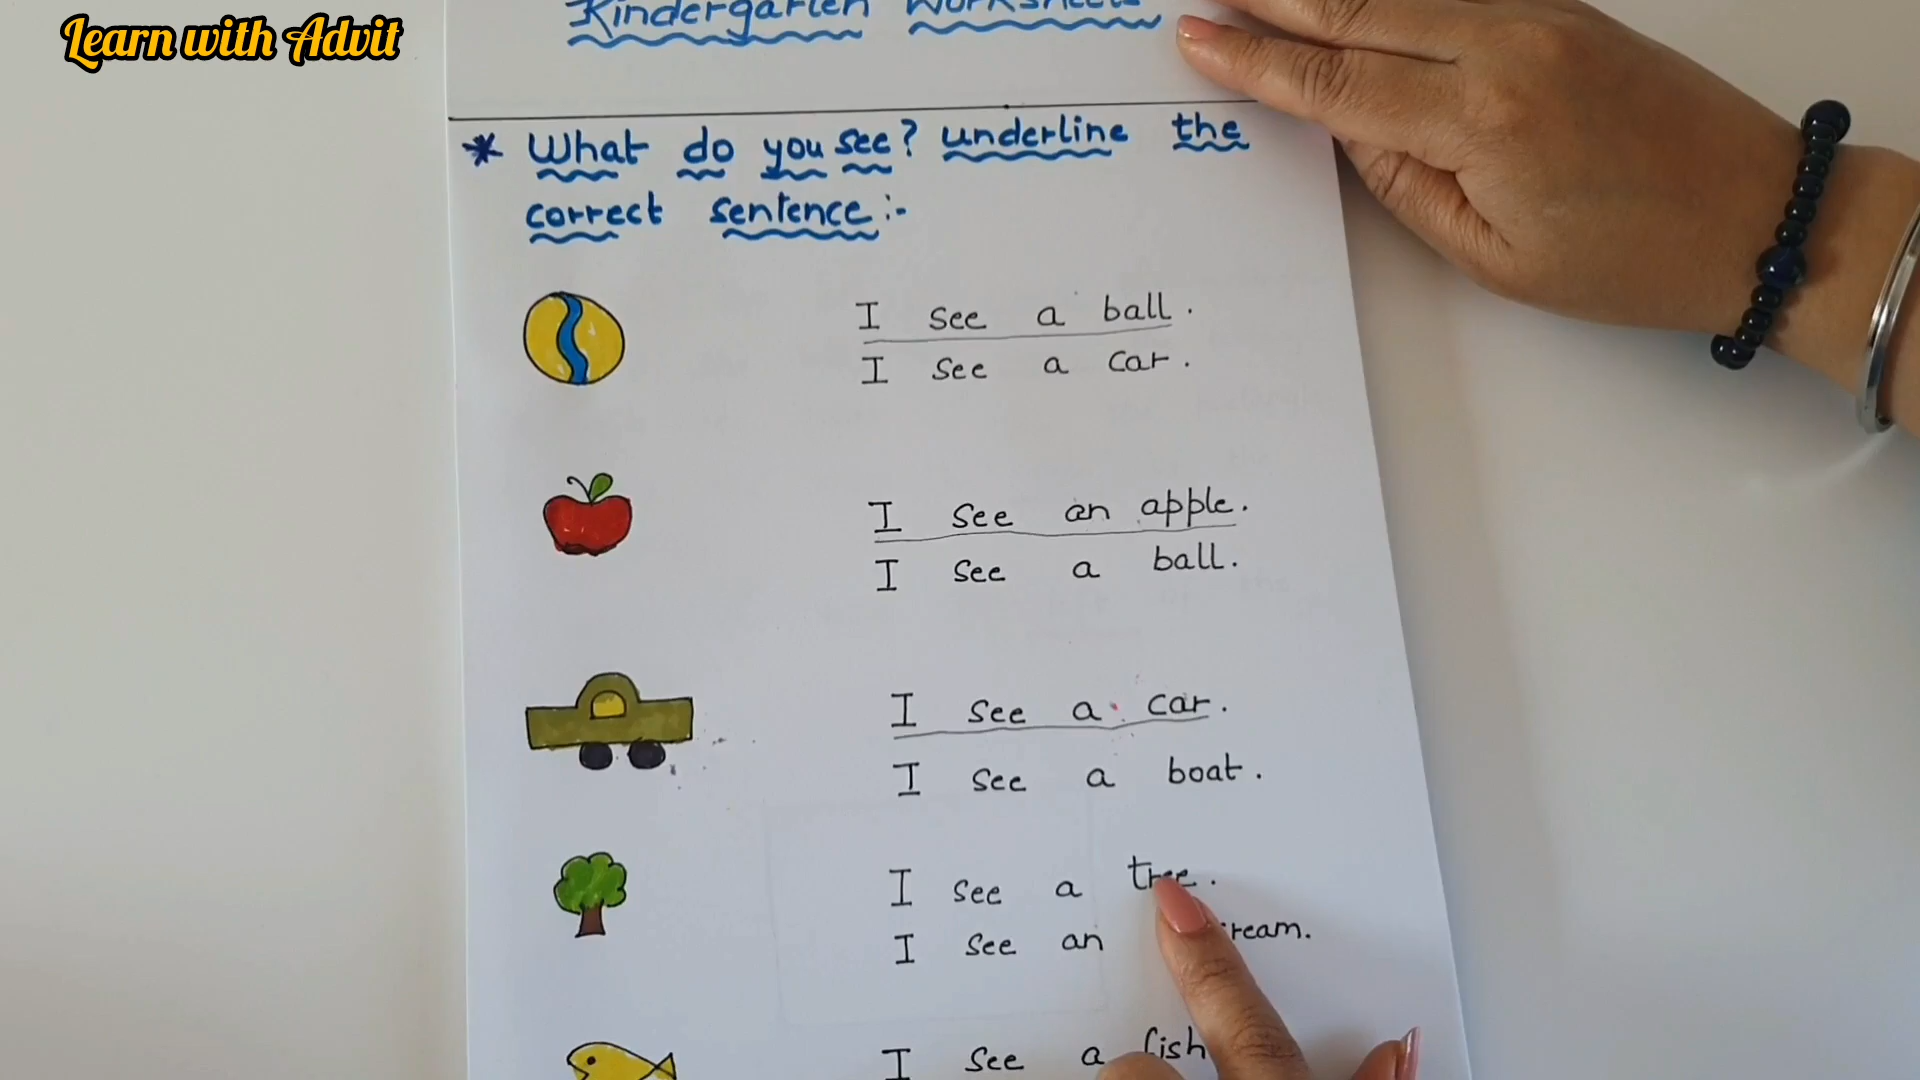 Learn with Advit
Kindergarten Worksheets
* What do you see? underline the
correct sentence :-
I see a ball.
I see a car.
I see an apple.
I see a ball.
I see a car.
I see a boat.
I see a tree.
I see an
I see a fish